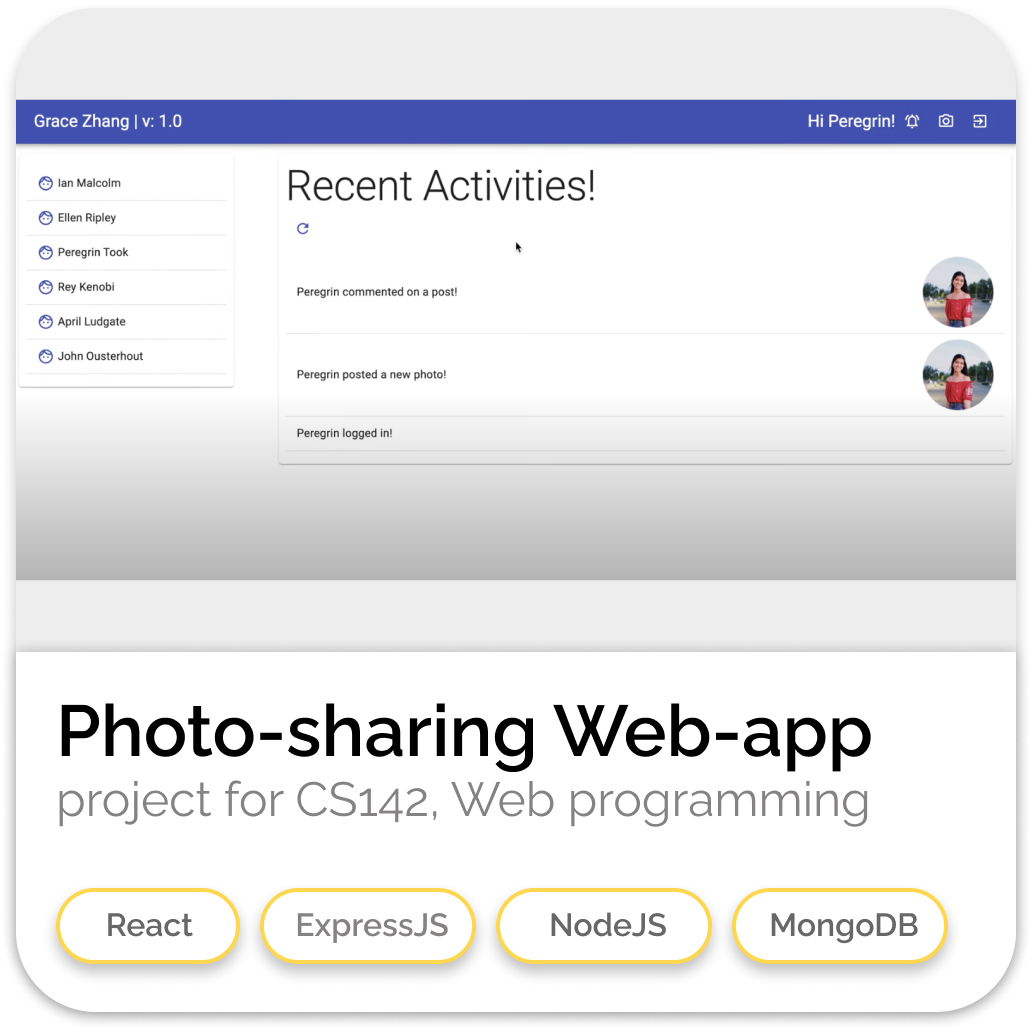 Grace Zhang | v: 1.0
Hi Peregrin!
Ian Malcolm
Ellen Ripley
Peregrin Took
Rey Kenobi
April Ludgate
John Ousterhout
Recent Activities!
Peregrin commented on a post!
Peregrin posted a new photo!
Peregrin logged in!
Photo-sharing Web-app
project for CS142, Web programming
React
ExpressJS
NodeJS
MongoDB